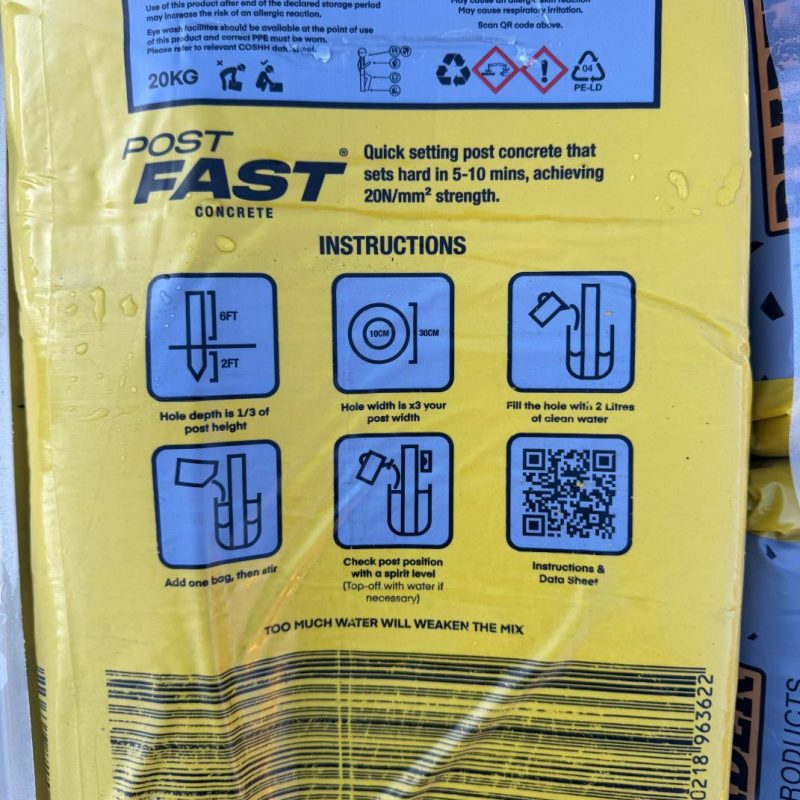 Use of this product after end of the declared storage period
may increase the risk of an allergic reaction.
Eye wash facilities should be available at the point of use
of this product and correct PPE must be worn.
Please refer to relevant COSHH data sheet.
May cause an allergic skin reaction
May cause respiratory irritation.
Scan QR code above.
20KG
04
PE-LD
POST
FAST®
CONCRETE
Quick setting post concrete that
sets hard in 5-10 mins, achieving
20N/mm² strength.
INSTRUCTIONS
6FT
2FT
Hole depth is 1/3 of
post height
10CM
30CM
Hole width is x3 your
post width
Fill the hole with 2 Litres
of clean water
Add one bag, then stir
Check post position
with a spirit level
(Top-off with water if
necessary)
Instructions &
Data Sheet
TOO MUCH WATER WILL WEAKEN THE MIX
0218 963622